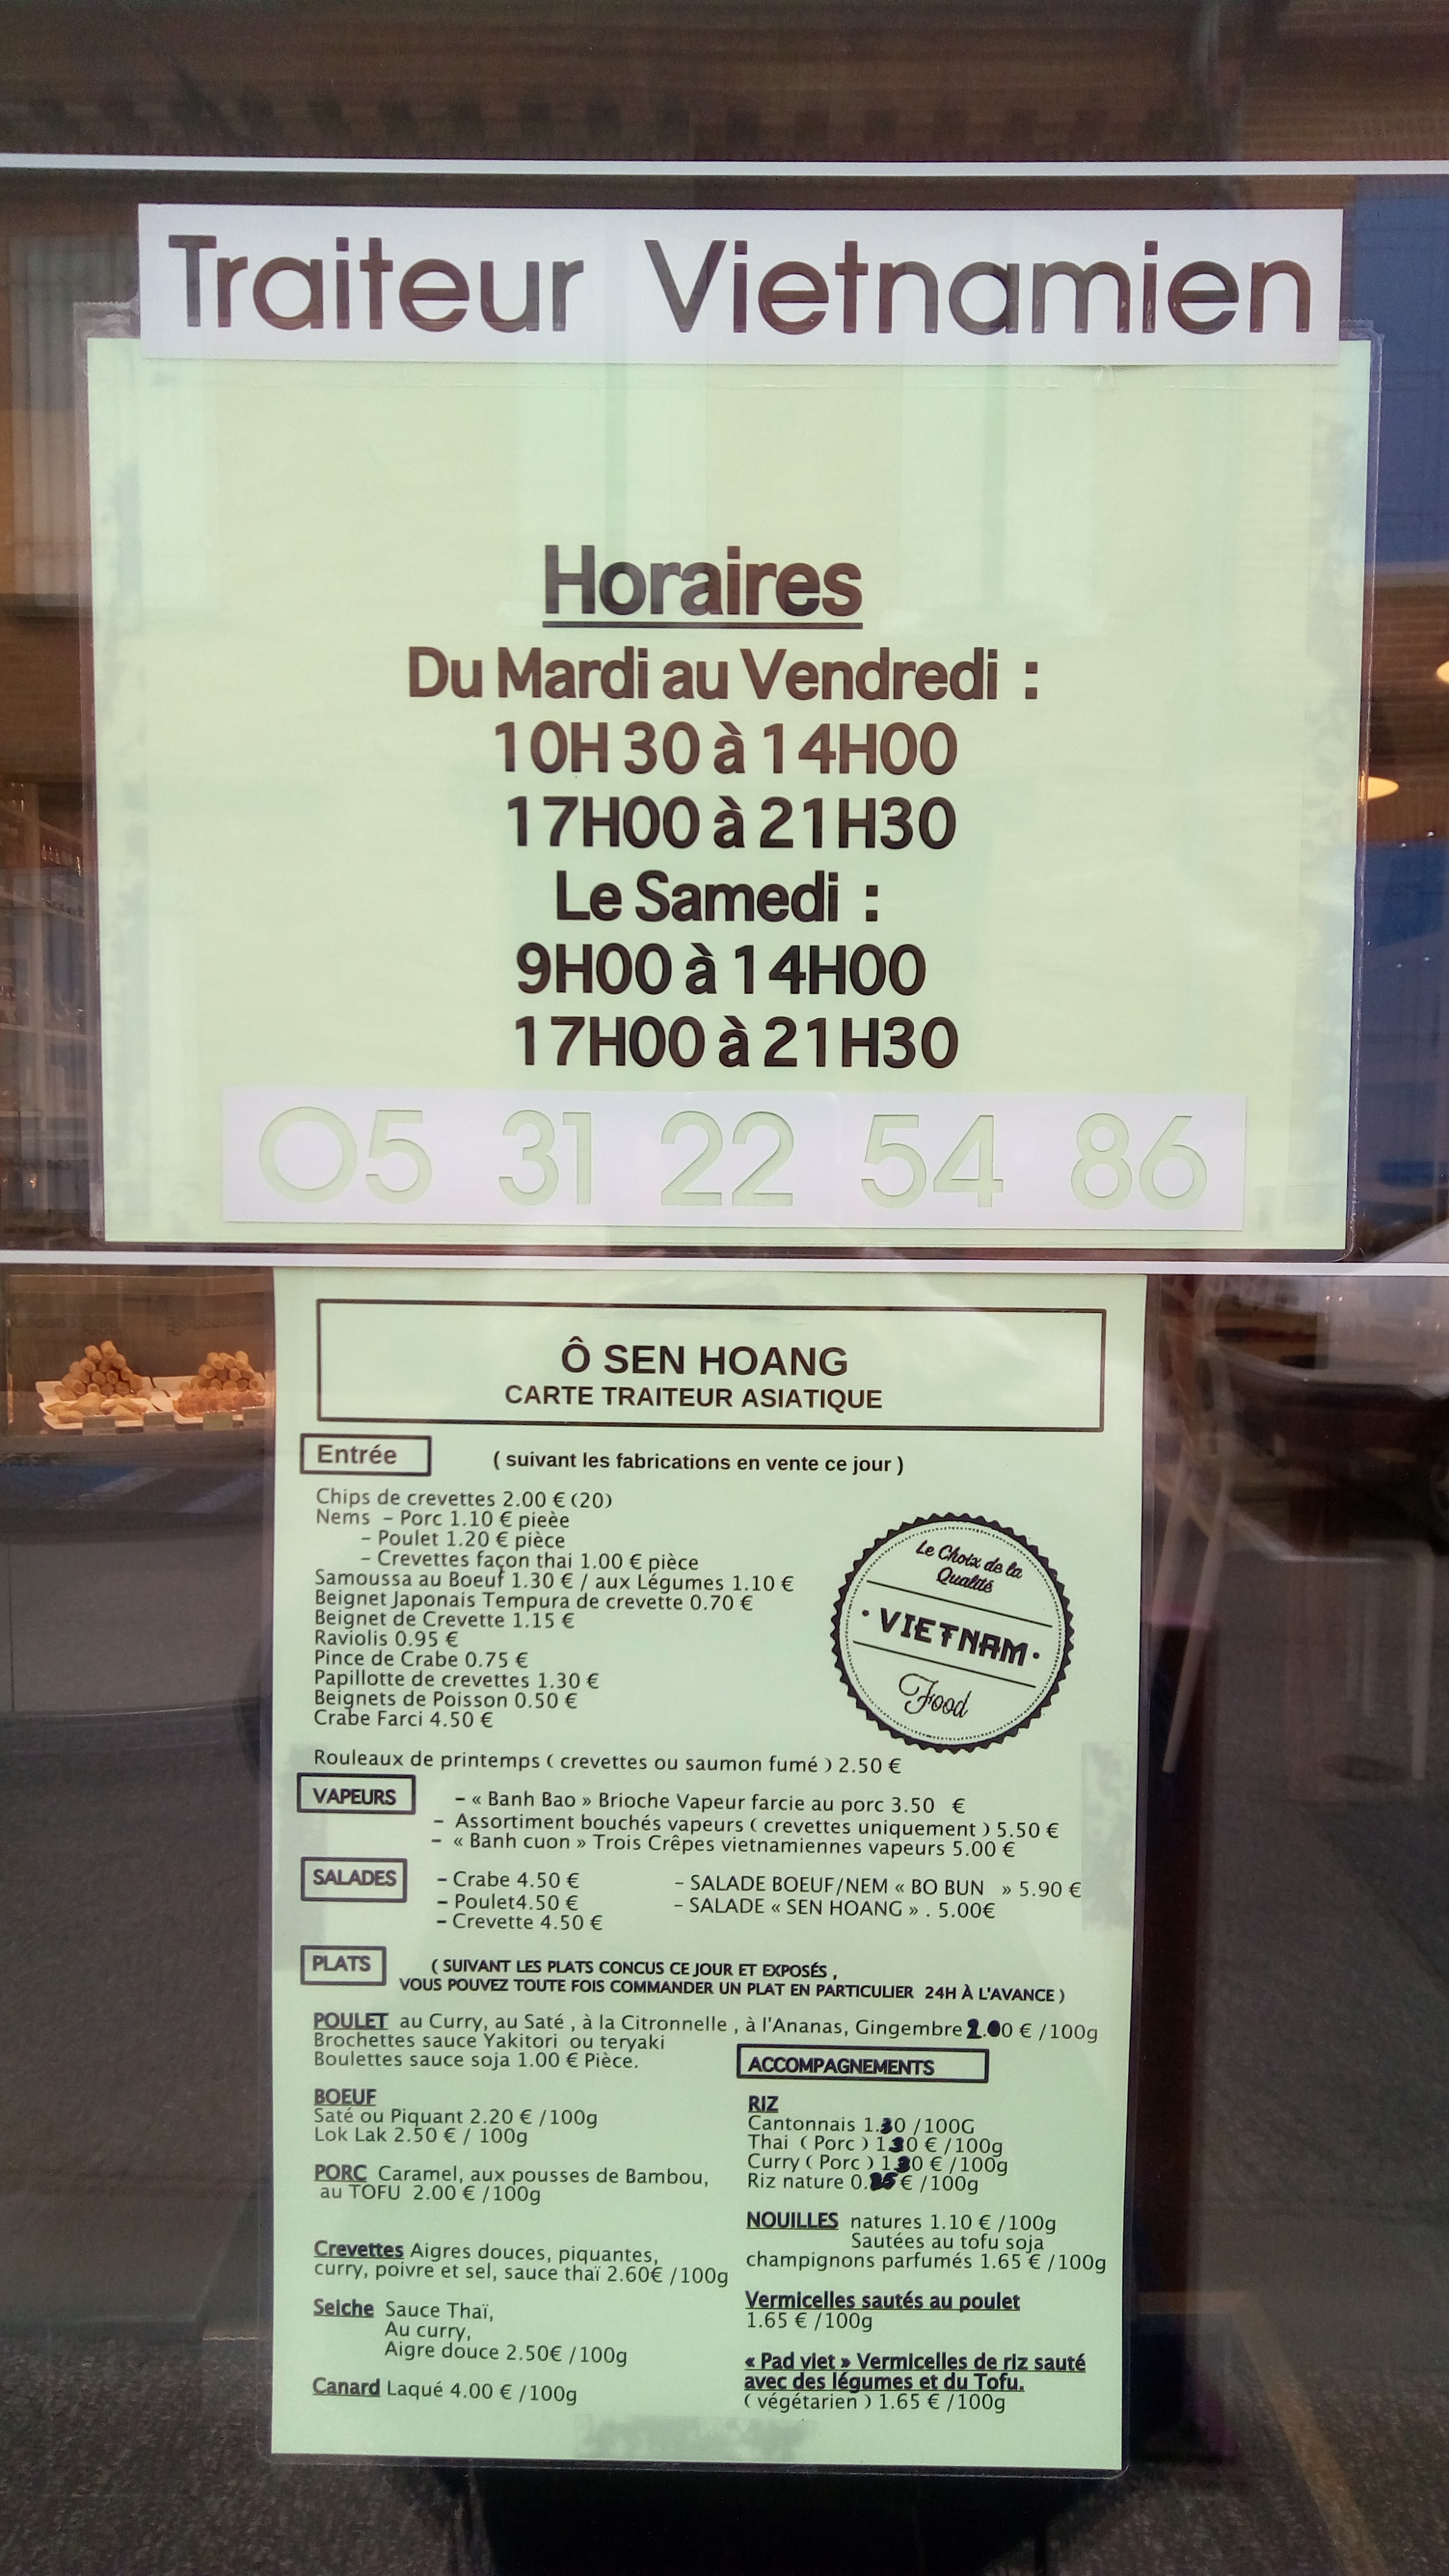 Traiteur Vietnamien
Horaires
Du Mardi au Vendredi :
10H 30 à 14H00
17H00 à 21H30
Le Samedi :
9H00 à 14H00
17H00 à 21H30
05 31 22 54 86
Ô SEN HOANG
CARTE TRAITEUR ASIATIQUE
Entrée ( suivant les fabrications en vente ce jour )
Chips de crevettes 2.00 € (20)
Nems - Porc 1.10 € pieèe
- Poulet 1.20 € pièce
- Crevettes façon thai 1.00 € pièce
Samoussa au Boeuf 1.30 € / aux Légumes 1.10 €
Beignet Japonais Tempura de crevette 0.70 €
Beignet de Crevette 1.15 €
Raviolis 0.95 €
Pince de Crabe 0.75 €
Papillotte de crevettes 1.30 €
Beignets de Poisson 0.50 €
Crabe Farci 4.50 €
Le Choix de la
Qualité
· VIETNAM ·
Food
Rouleaux de printemps ( crevettes ou saumon fumé ) 2.50 €
VAPEURS - « Banh Bao » Brioche Vapeur farcie au porc 3.50 €
- Assortiment bouchés vapeurs ( crevettes uniquement ) 5.50 €
- « Banh cuon » Trois Crêpes vietnamiennes vapeurs 5.00 €
SALADES - Crabe 4.50 € - SALADE BOEUF/NEM « BO BUN » 5.90 €
- Poulet4.50 € - SALADE « SEN HOANG » . 5.00€
- Crevette 4.50 €
PLATS ( SUIVANT LES PLATS CONCUS CE JOUR ET EXPOSÉS ,
VOUS POUVEZ TOUTE FOIS COMMANDER UN PLAT EN PARTICULIER 24H À L'AVANCE )
POULET au Curry, au Saté , à la Citronnelle , à l'Ananas, Gingembre 2.00 € /100g
Brochettes sauce Yakitori ou teryaki
Boulettes sauce soja 1.00 € Pièce.
BOEUF
Saté ou Piquant 2.20 € /100g
Lok Lak 2.50 € / 100g
PORC Caramel, aux pousses de Bambou,
au TOFU 2.00 € /100g
Crevettes Aigres douces, piquantes,
curry, poivre et sel, sauce thaï 2.60€ /100g
Seiche Sauce Thaï,
Au curry,
Aigre douce 2.50€ /100g
Canard Laqué 4.00 € /100g
ACCOMPAGNEMENTS
RIZ
Cantonnais 1.30 /100G
Thai ( Porc ) /100g
Curry ( Porc ) /100g
Riz nature /100g
NOUILLES natures 1.10 € /100g
Sautées au tofu soja
champignons parfumés 1.65 € /100g
Vermicelles sautés au poulet
1.65 € /100g
« Pad viet » Vermicelles de riz sauté
avec des légumes et du Tofu.
( végétarien ) 1.65 € /100g